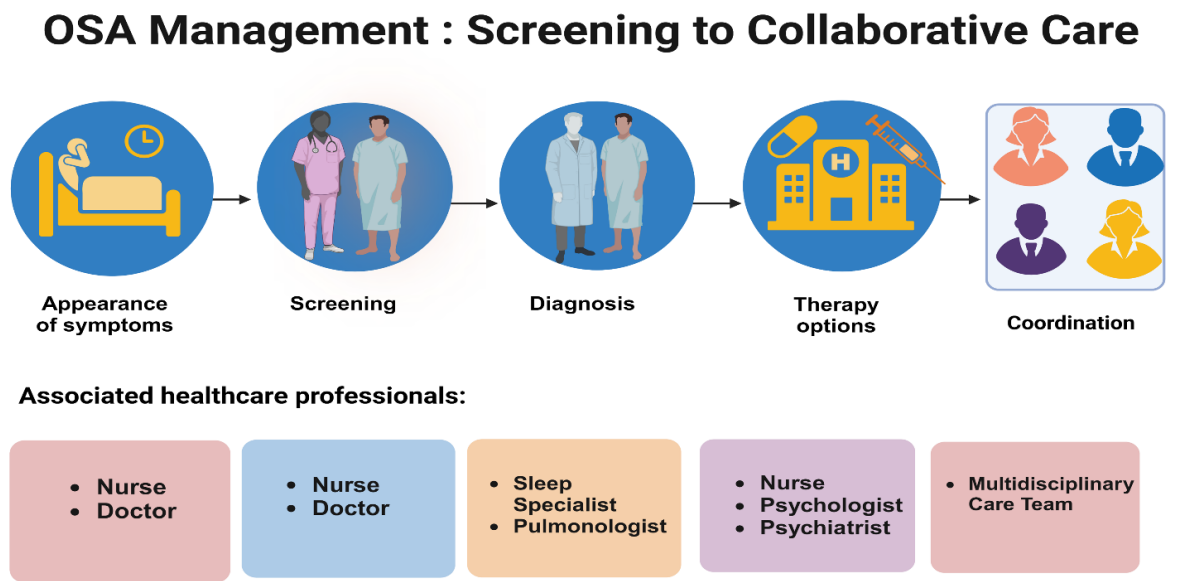 OSA Management : Screening to Collaborative Care
H
Appearance
of symptoms
Screening
Diagnosis
Therapy
options
Coordination
Associated healthcare professionals:
• Nurse
• Doctor
• Nurse
• Doctor
• Sleep
Specialist
• Pulmonologist
• Nurse
• Psychologist
• Psychiatrist
• Multidisciplinary
Care Team